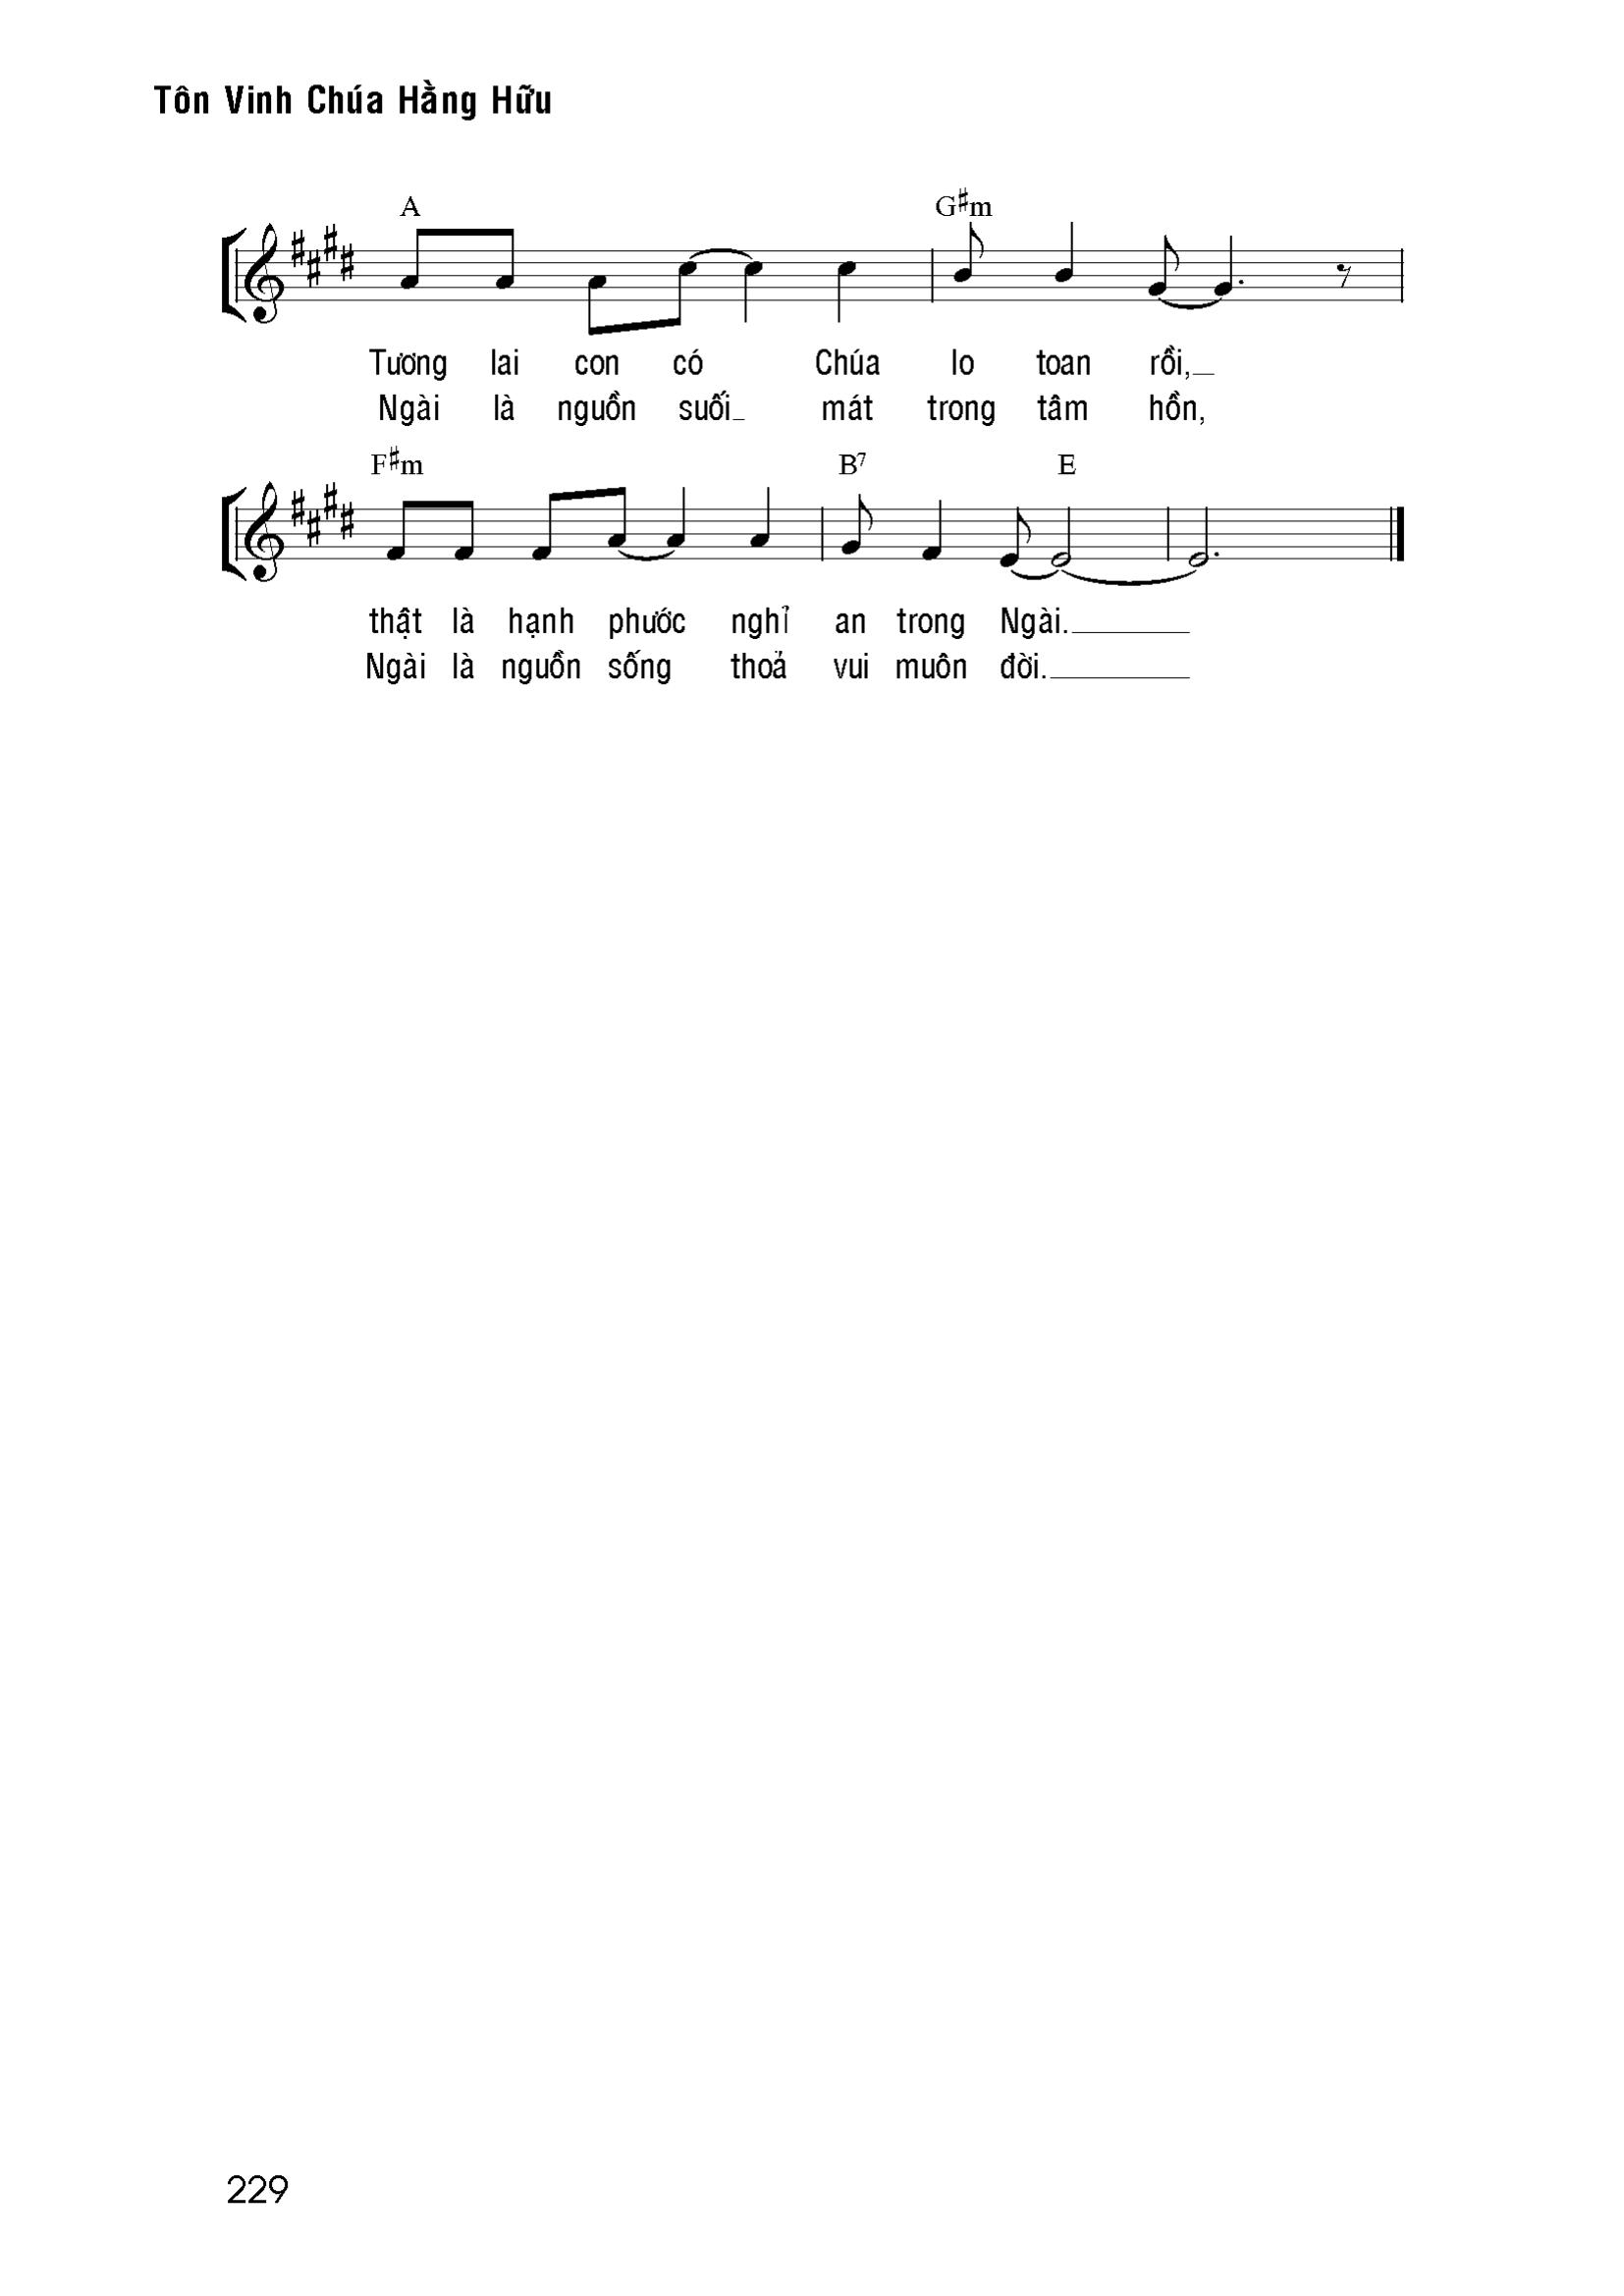 Tôn Vinh Chúa Hằng Hữu
A G♯m
Tương lai con có Chúa lo toan rồi,
Ngài là nguồn suối mát trong tâm hồn,
F♯m B7 E
thật là hạnh phước nghỉ an trong Ngài.
Ngài là nguồn sống thoả vui muôn đời.
229